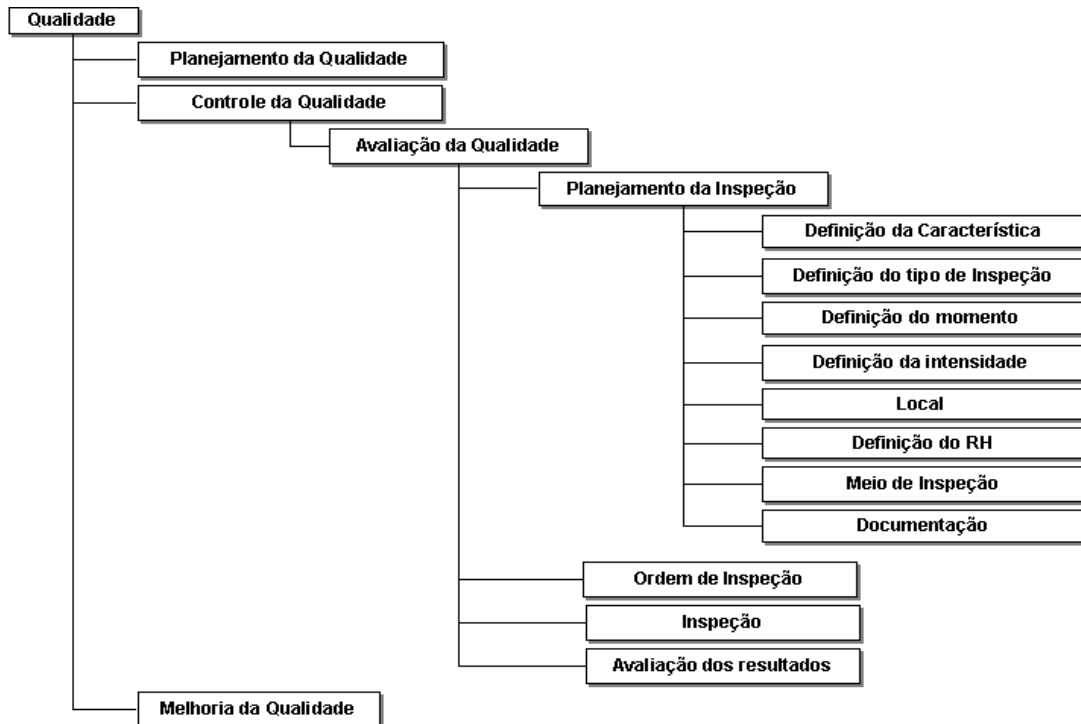 Qualidade
Planejamento da Qualidade
Controle da Qualidade
Avaliação da Qualidade
Planejamento da Inspeção
Definição da Característica
Definição do tipo de Inspeção
Definição do momento
Definição da intensidade
Local
Definição do RH
Meio de Inspeção
Documentação
Ordem de Inspeção
Inspeção
Avaliação dos resultados
Melhoria da Qualidade